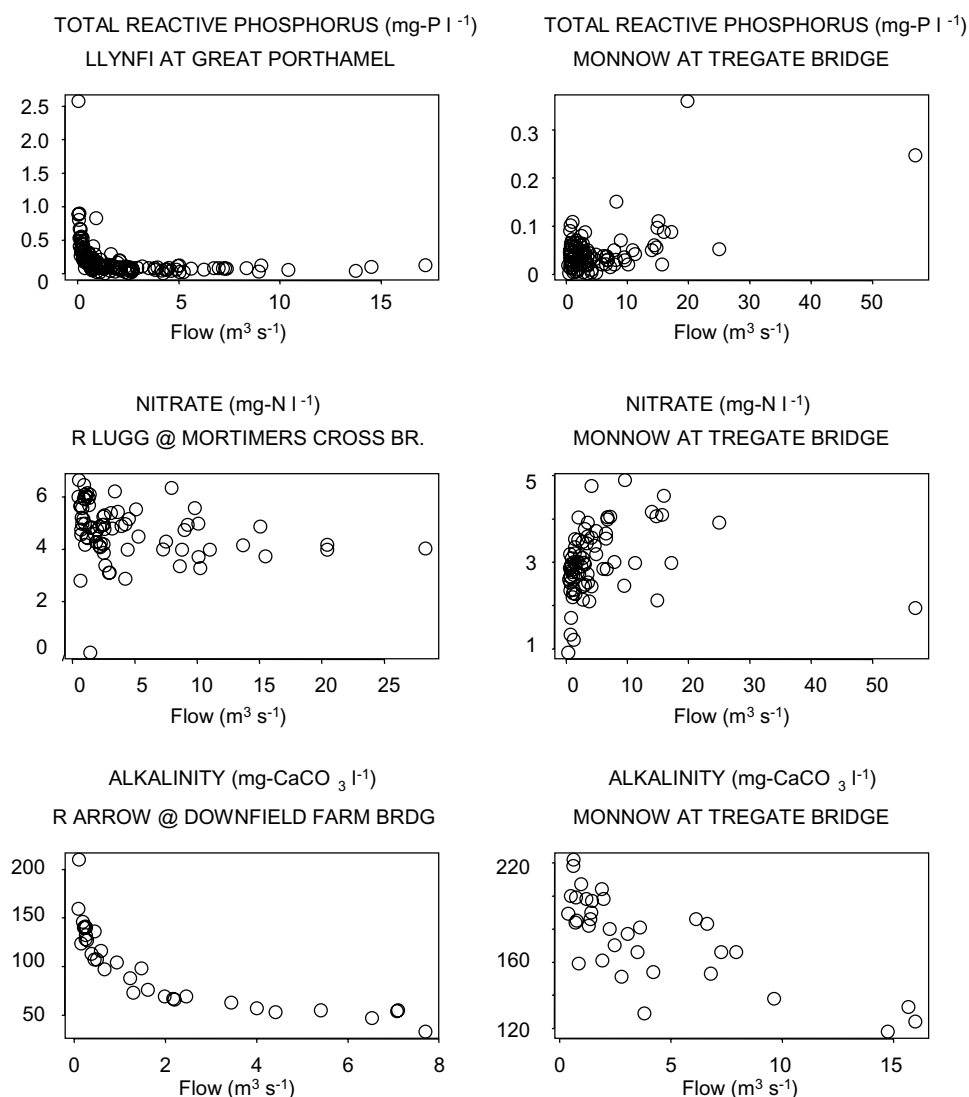 TOTAL REACTIVE PHOSPHORUS (mg-P l -1)
LLYNFI AT GREAT PORTHAMEL
2.5
2.0
1.5
1.0
0.5
0
0 5 10 15
Flow (m³ s-1)
TOTAL REACTIVE PHOSPHORUS (mg-P l -1)
MONNOW AT TREGATE BRIDGE
0.3
0.2
0.1
0
0 10 20 30 40 50
Flow (m³ s-1)
NITRATE (mg-N l -1)
R LUGG @ MORTIMERS CROSS BR.
6
4
2
0
0 5 10 15 20 25
Flow (m³ s-1)
NITRATE (mg-N l -1)
MONNOW AT TREGATE BRIDGE
5
3
1
0 10 20 30 40 50
Flow (m³ s-1)
ALKALINITY (mg-CaCO 3 l-1)
R ARROW @ DOWNFIELD FARM BRDG
200
150
100
50
0 2 4 6 8
Flow (m³ s-1)
ALKALINITY (mg-CaCO 3 l-1)
MONNOW AT TREGATE BRIDGE
220
160
120
0 5 10 15
Flow (m³ s-1)